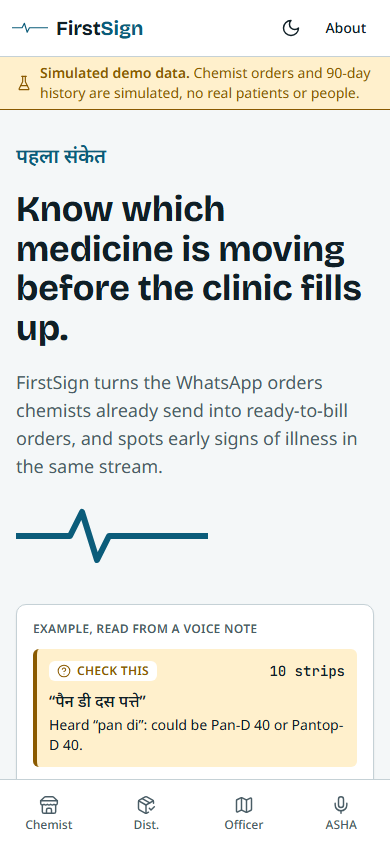 FirstSign
About
Simulated demo data. Chemist orders and 90-day
history are simulated, no real patients or people.
पहला संकेत
Know which
medicine is moving
before the clinic fills
up.
FirstSign turns the WhatsApp orders
chemists already send into ready-to-bill
orders, and spots early signs of illness in
the same stream.
EXAMPLE, READ FROM A VOICE NOTE
CHECK THIS
10 strips
“पैन डी दस पत्ते”
Heard “pan di”: could be Pan-D 40 or Pantop-
D 40.
Chemist
Dist.
Officer
ASHA